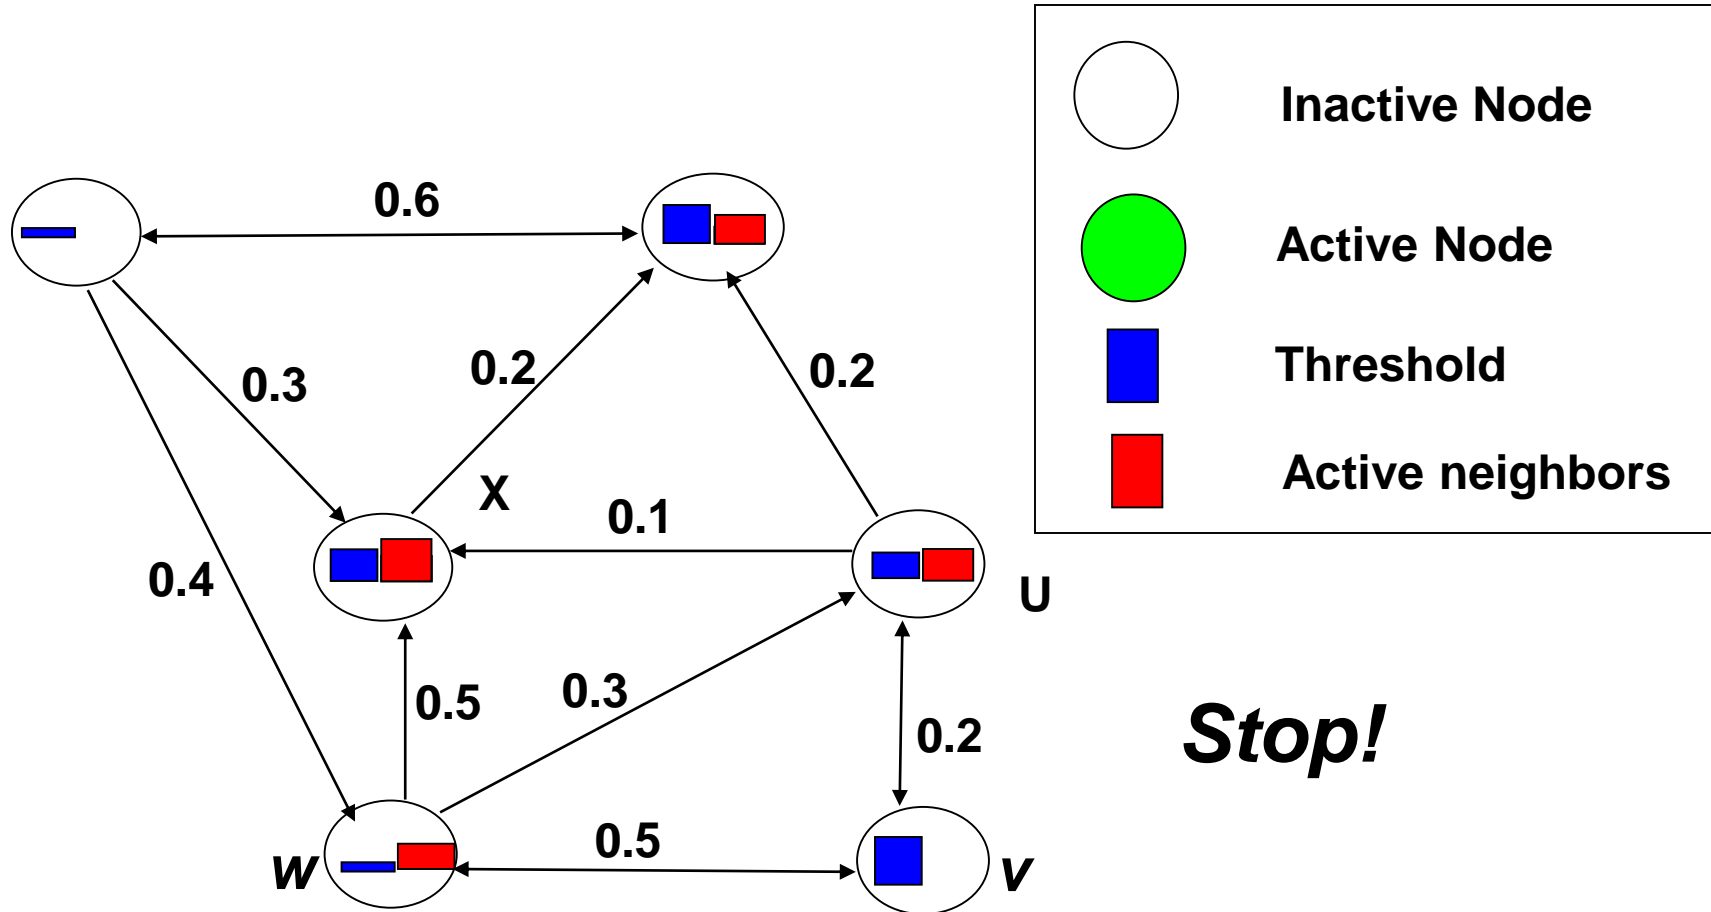 Inactive Node
Active Node
Threshold
Active neighbors
0.6
0.3
0.2
0.2
X
0.1
0.4
U
0.5
0.3
0.2
Stop!
0.5
w
v